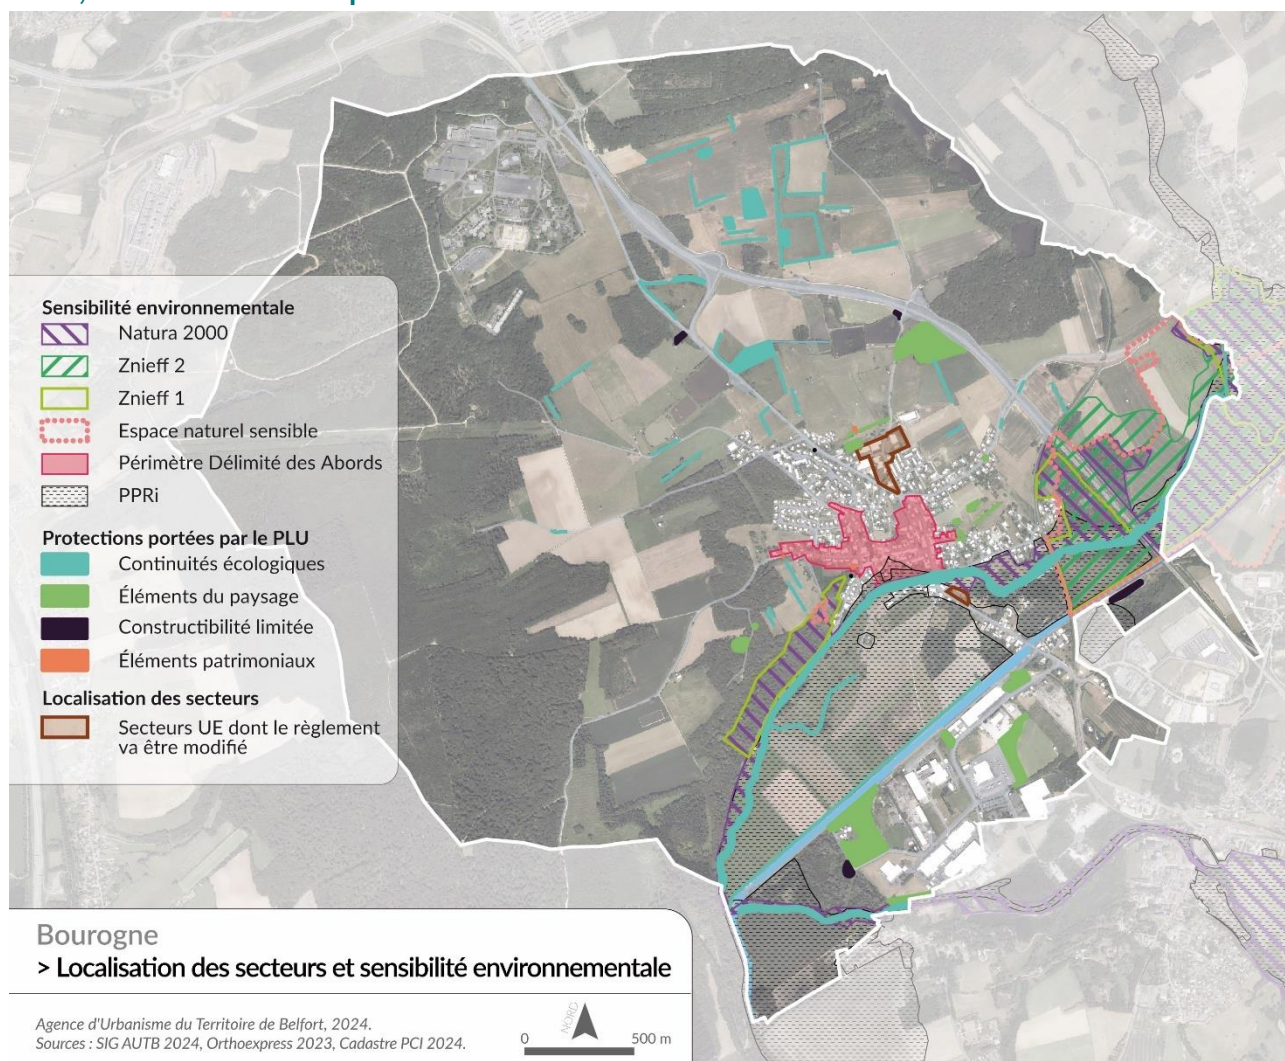 Sensibilité environnementale
Natura 2000
Znieff 2
Znieff 1
Espace naturel sensible
Périmètre Délimité des Abords
PPRi
Protections portées par le PLU
Continuités écologiques
Éléments du paysage
Constructibilité limitée
Éléments patrimoniaux
Localisation des secteurs
Secteurs UE dont le règlement
va être modifié
Bourogne
> Localisation des secteurs et sensibilité environnementale
Agence d'Urbanisme du Territoire de Belfort, 2024.
Sources : SIG AUTB 2024, Orthoexpress 2023, Cadastre PCI 2024.
NORD
0 500 m